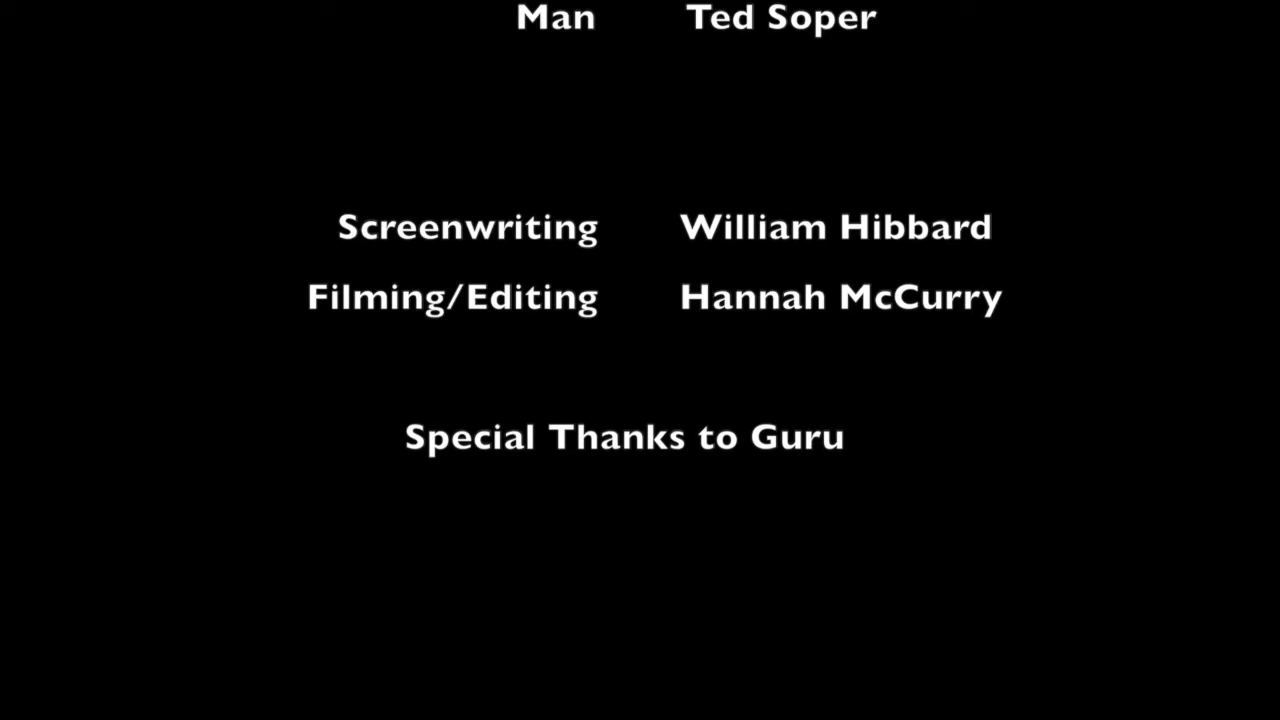 Man Ted Soper
Screenwriting William Hibbard
Filming/Editing Hannah McCurry
Special Thanks to Guru